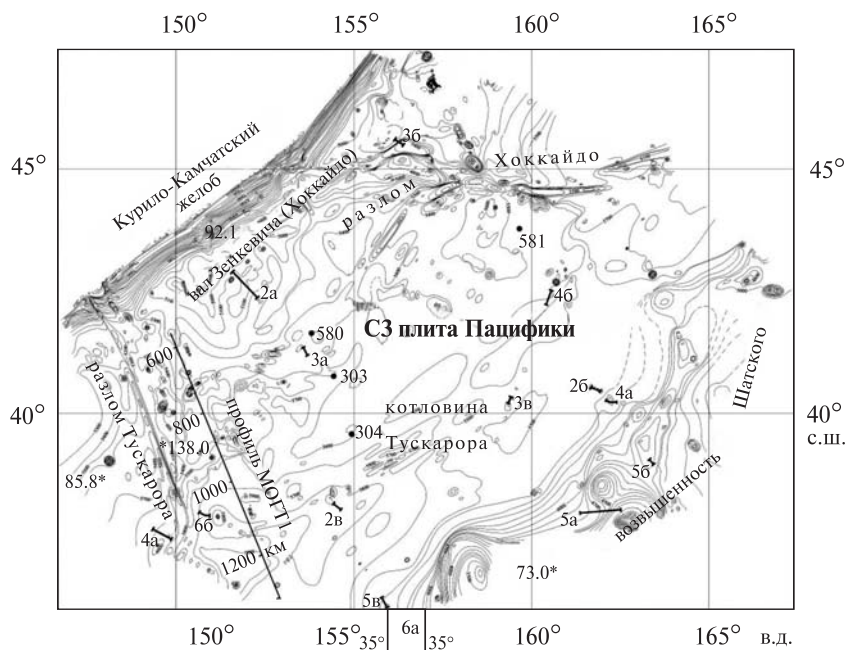 150° 155° 160° 165°
45° 45°
Курило-Камчатский
желоб
92.1
вал Зенкевича (Хоккайдо)
разлом
Хоккайдо
3б
581
2а
4б
580
СЗ плита Пацифики
3а
303
600
разлом Тускарора
профиль МОГТ1
800
*138.0
1000
1200 км
40° 40°
с.ш.
котловина
Тускарора
3в
2б
4а
Шатского
304
85.8*
5б
возвышенность
5а
6б
2в
4а
73.0*
5в
6а
35° 35°
150° 155° 160° 165° в.д.